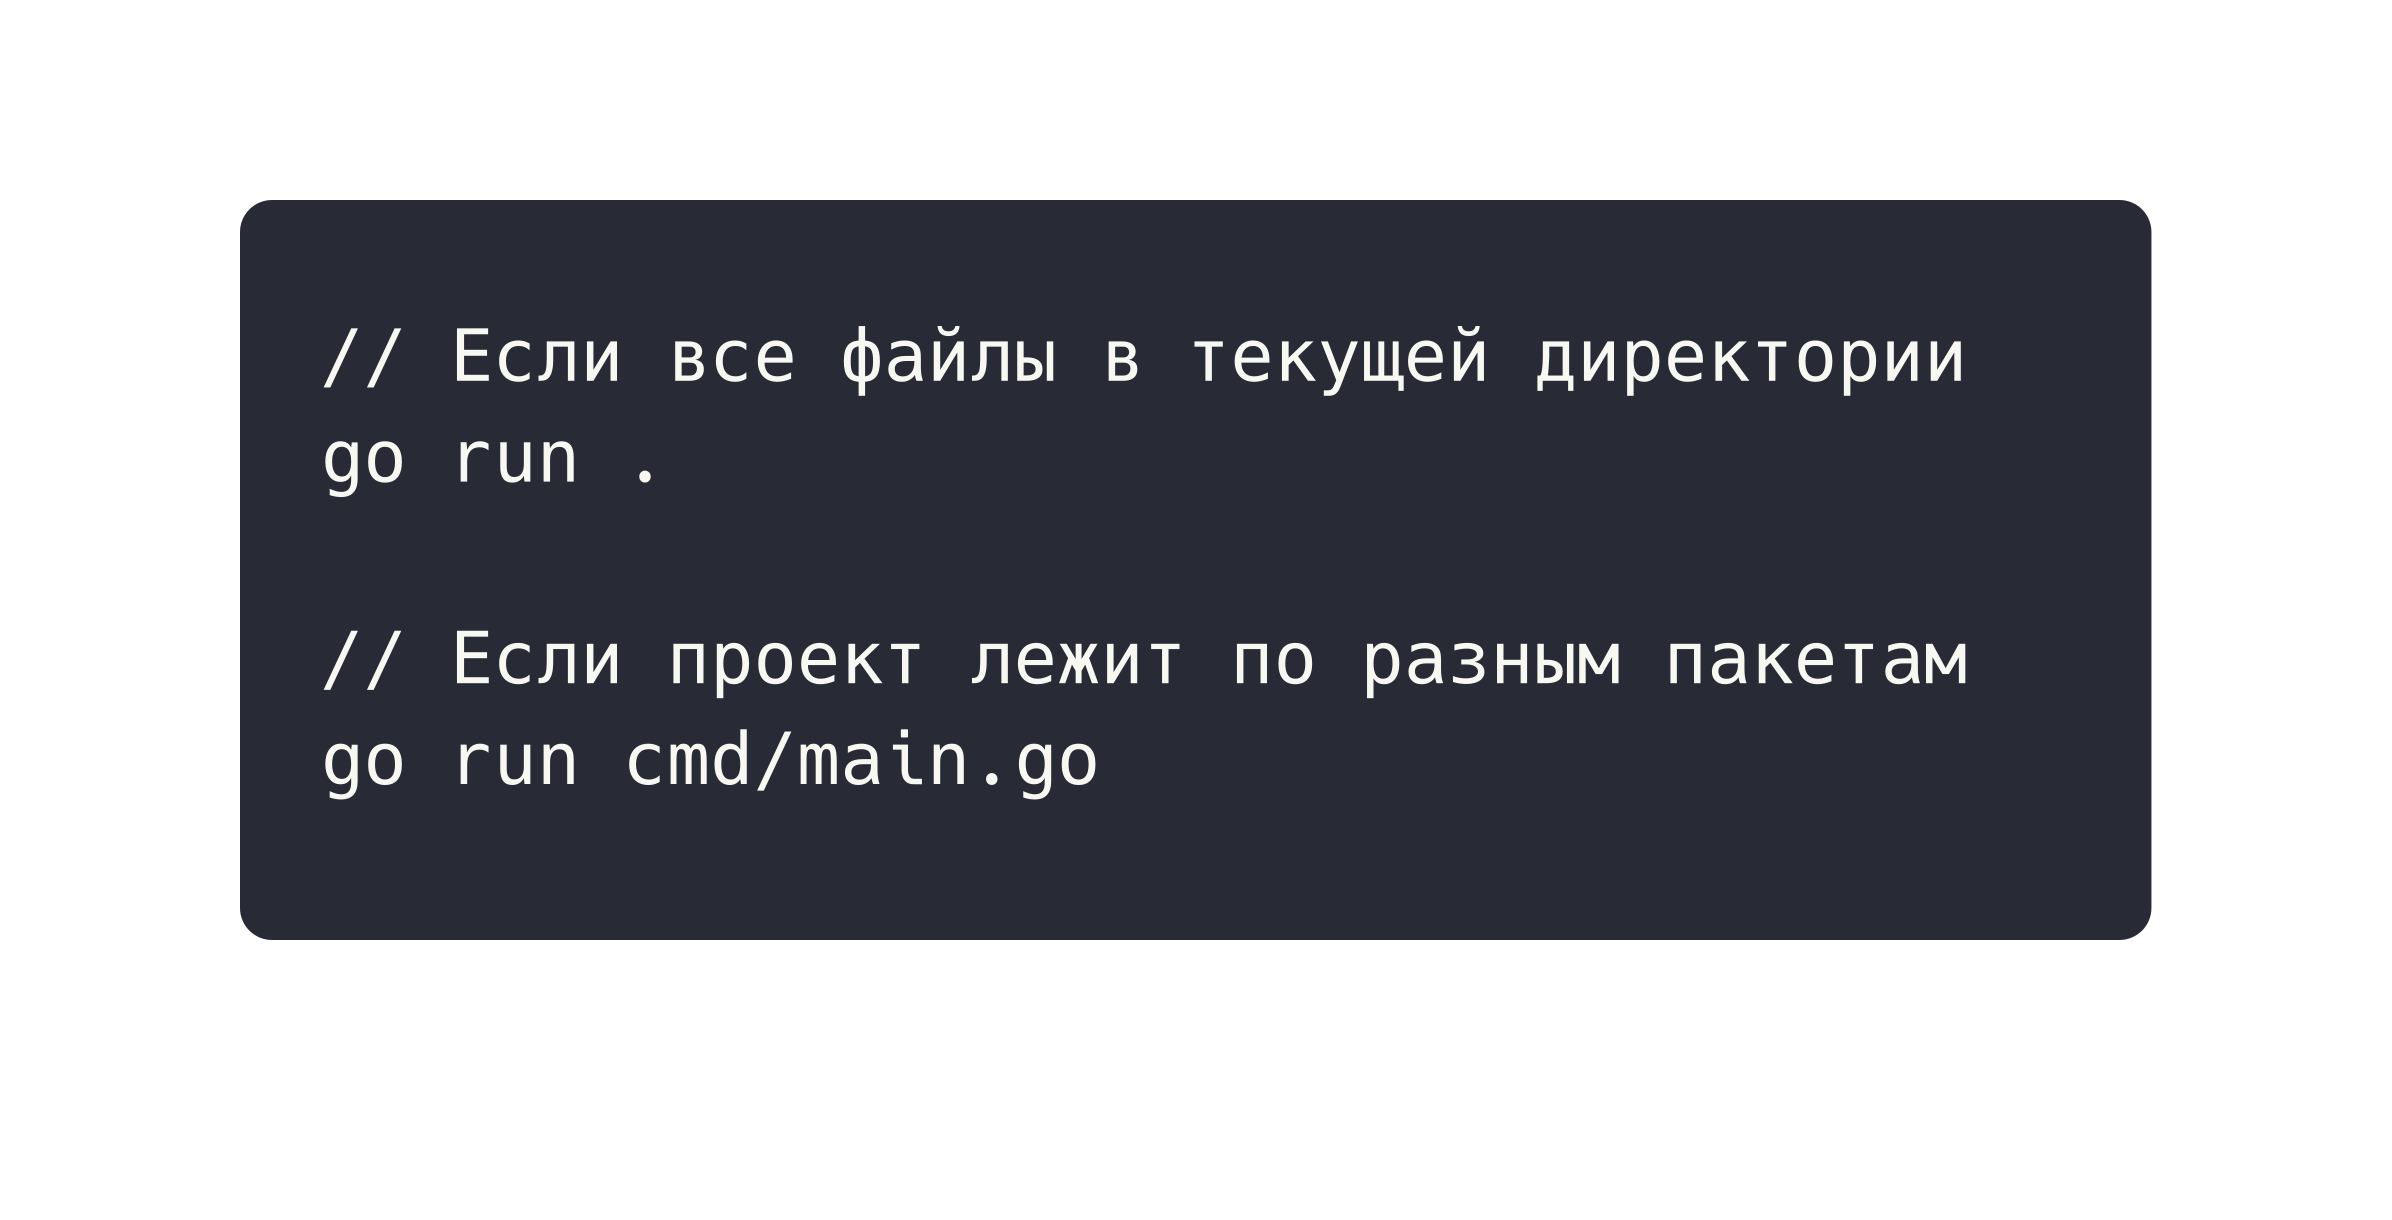 // Если все файлы в текущей директории
go run .
// Если проект лежит по разным пакетам
go run cmd/main.go